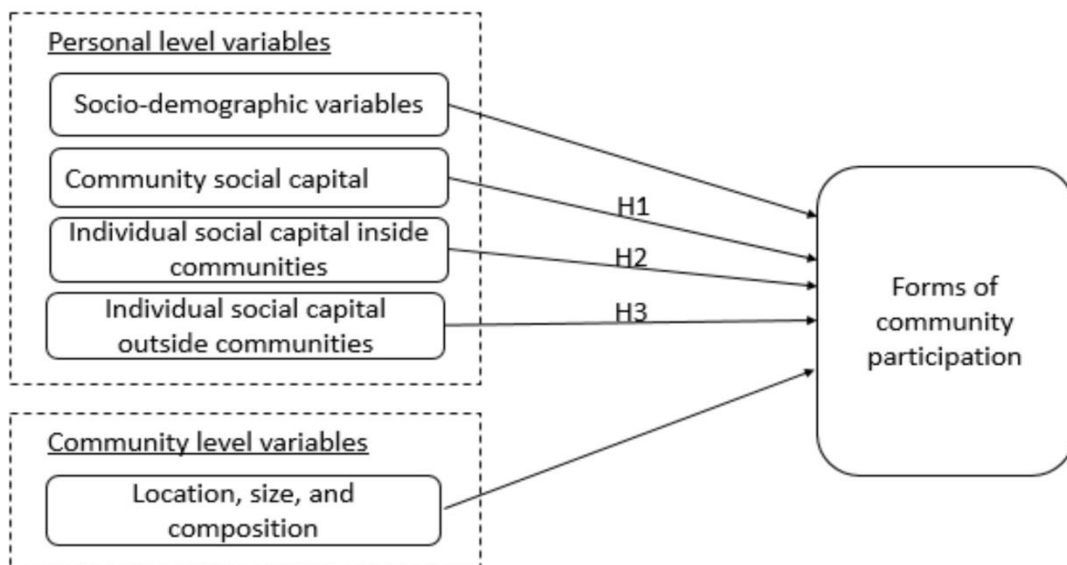 Personal level variables
Socio-demographic variables
Community social capital
Individual social capital inside
communities
Individual social capital
outside communities
H1
H2
H3
Community level variables
Location, size, and
composition
Forms of
community
participation